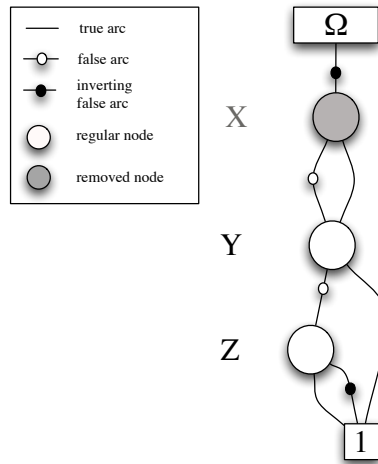 true arc
false arc
inverting
false arc
regular node
removed node
Ω
X
Y
Z
1